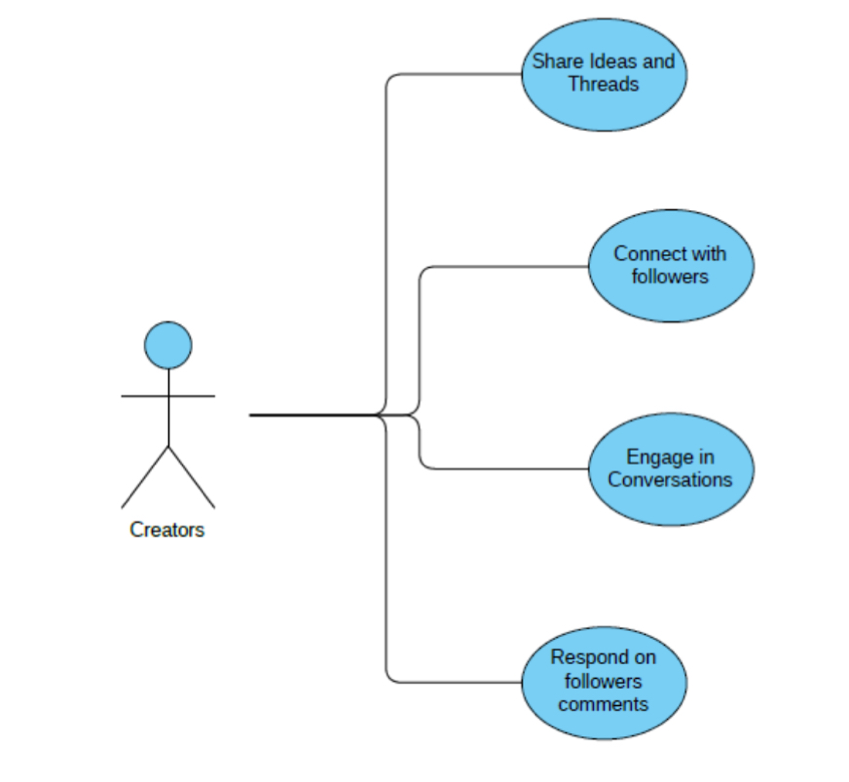 Share Ideas and
Threads
Connect with
followers
Creators
Engage in
Conversations
Respond on
followers
comments